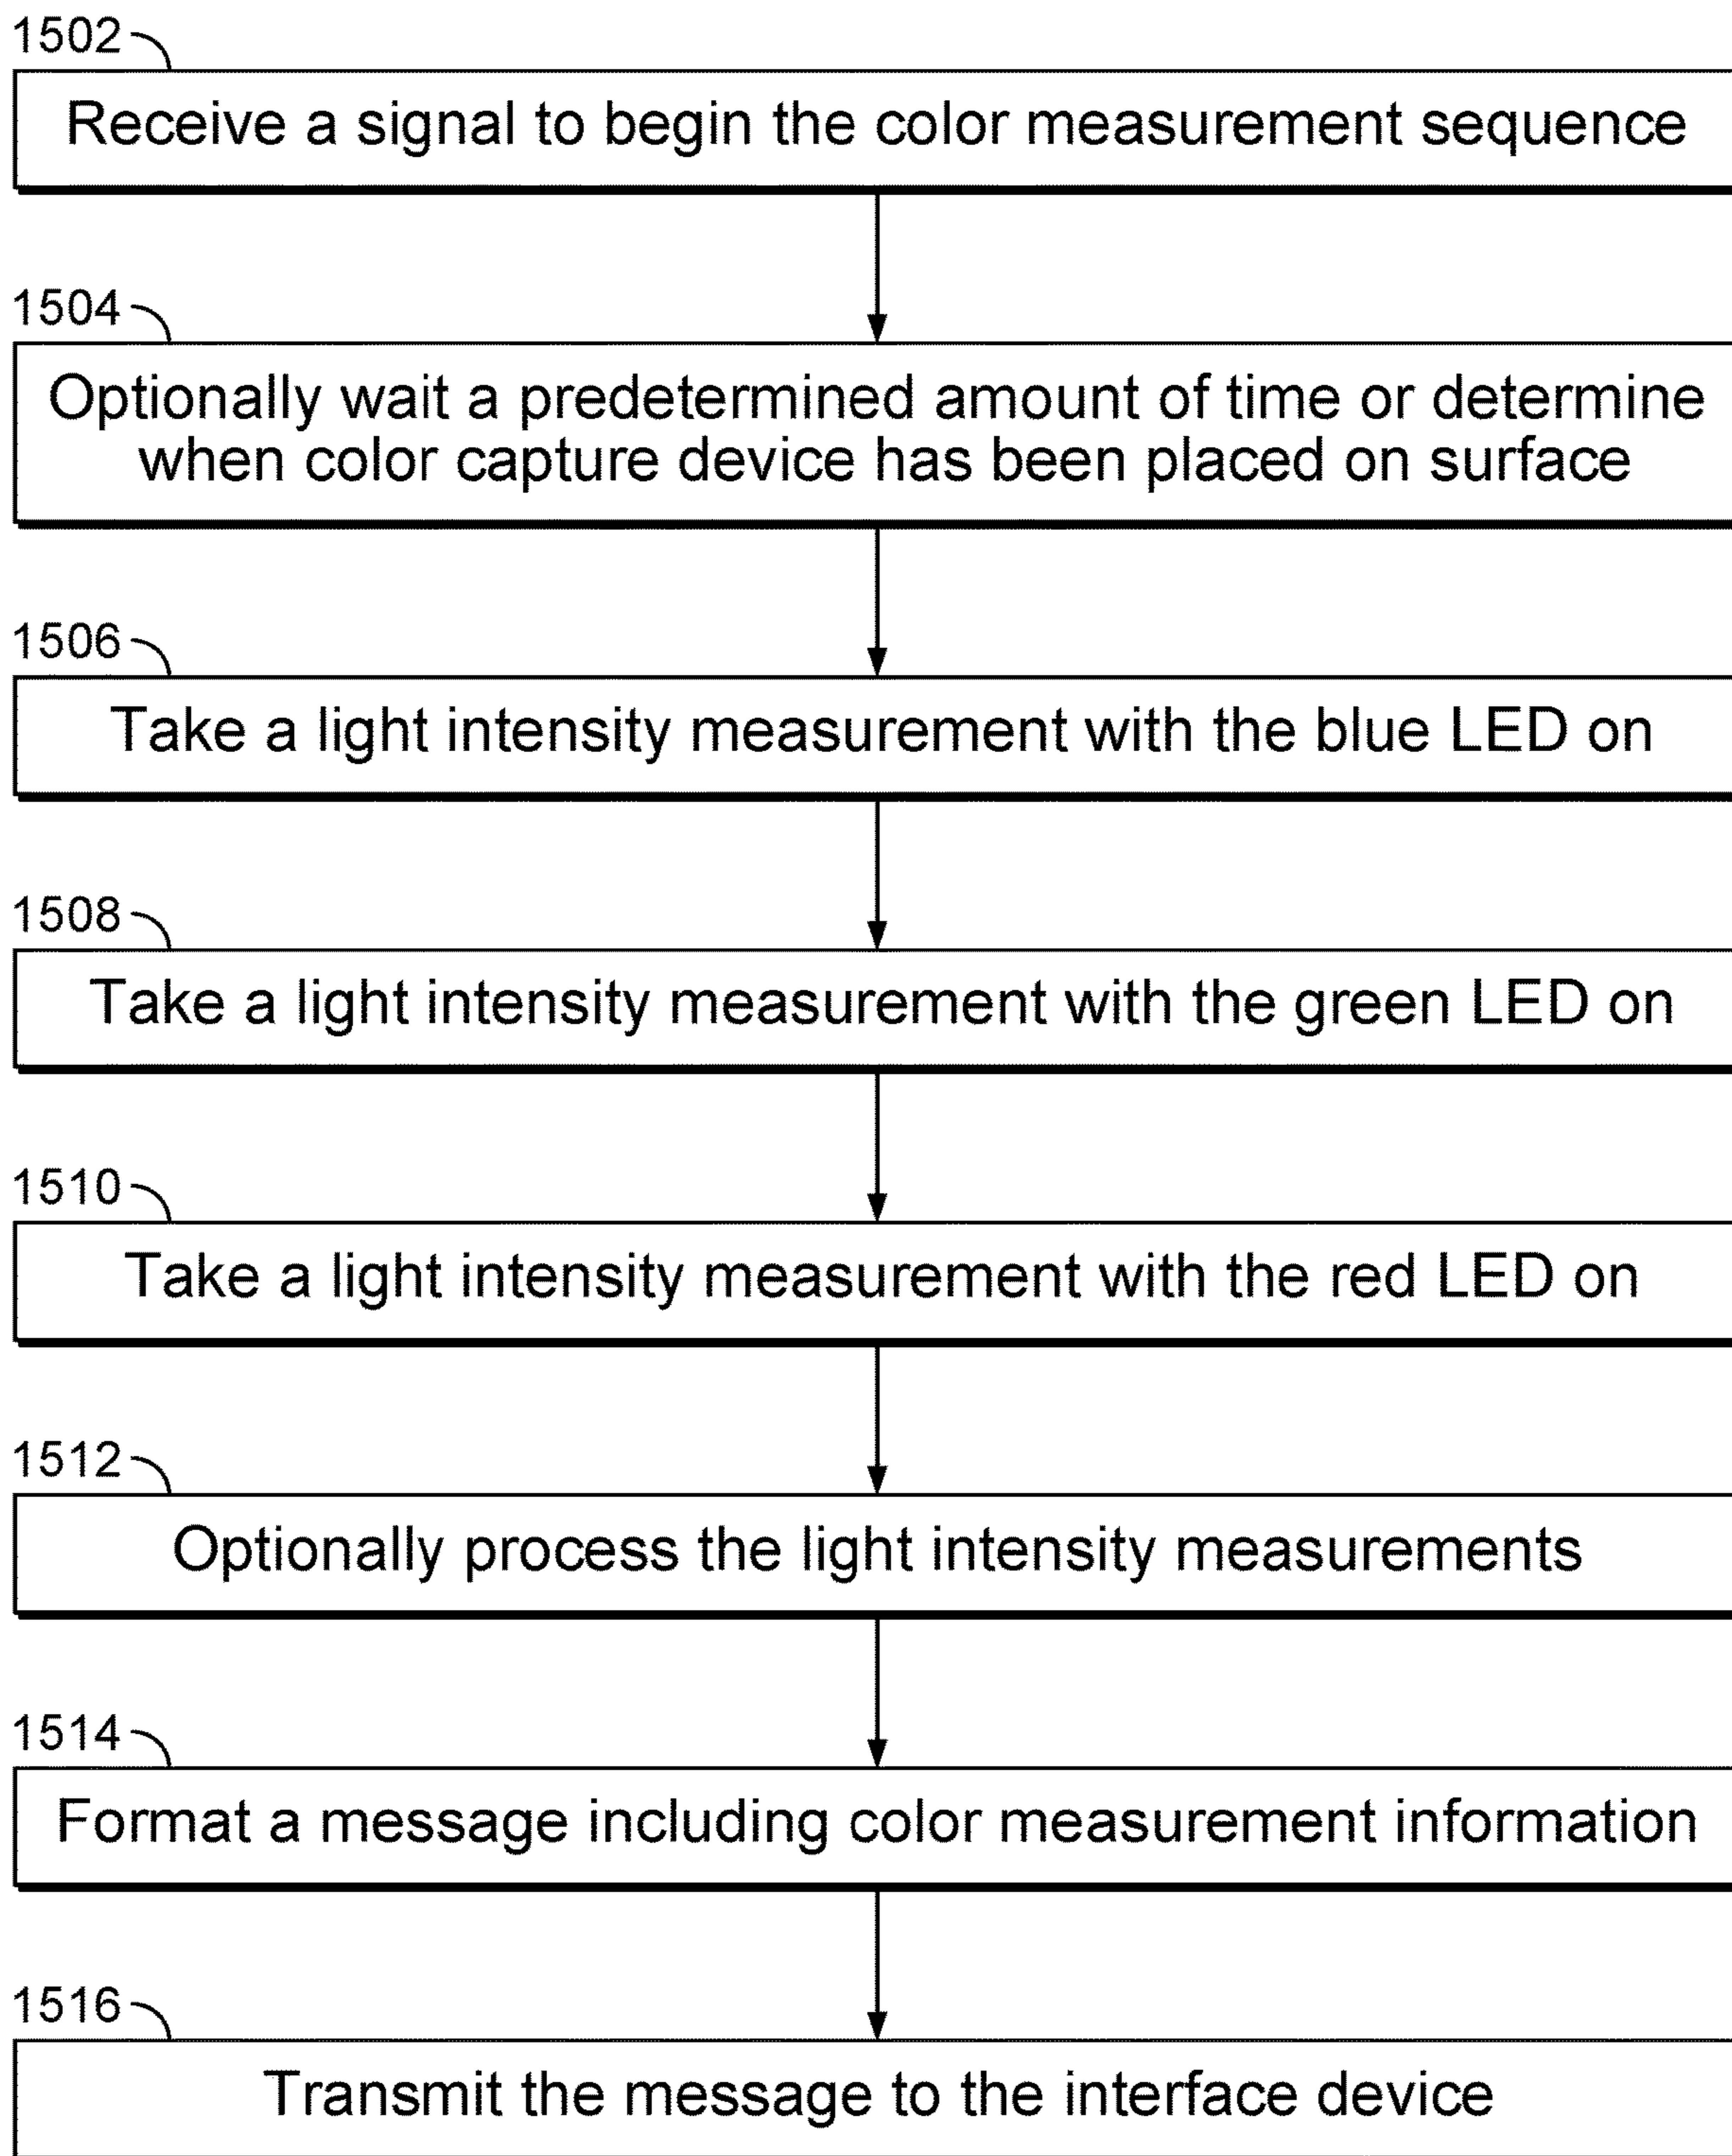 1502
Receive a signal to begin the color measurement sequence
1504
Optionally wait a predetermined amount of time or determine
when color capture device has been placed on surface
1506
Take a light intensity measurement with the blue LED on
1508
Take a light intensity measurement with the green LED on
1510
Take a light intensity measurement with the red LED on
1512
Optionally process the light intensity measurements
1514
Format a message including color measurement information
1516
Transmit the message to the interface device